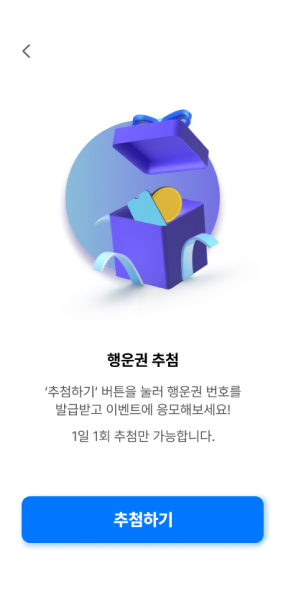 행운권 추첨
‘추첨하기’ 버튼을 눌러 행운권 번호를
발급받고 이벤트에 응모해보세요!
1일 1회 추첨만 가능합니다.
추첨하기